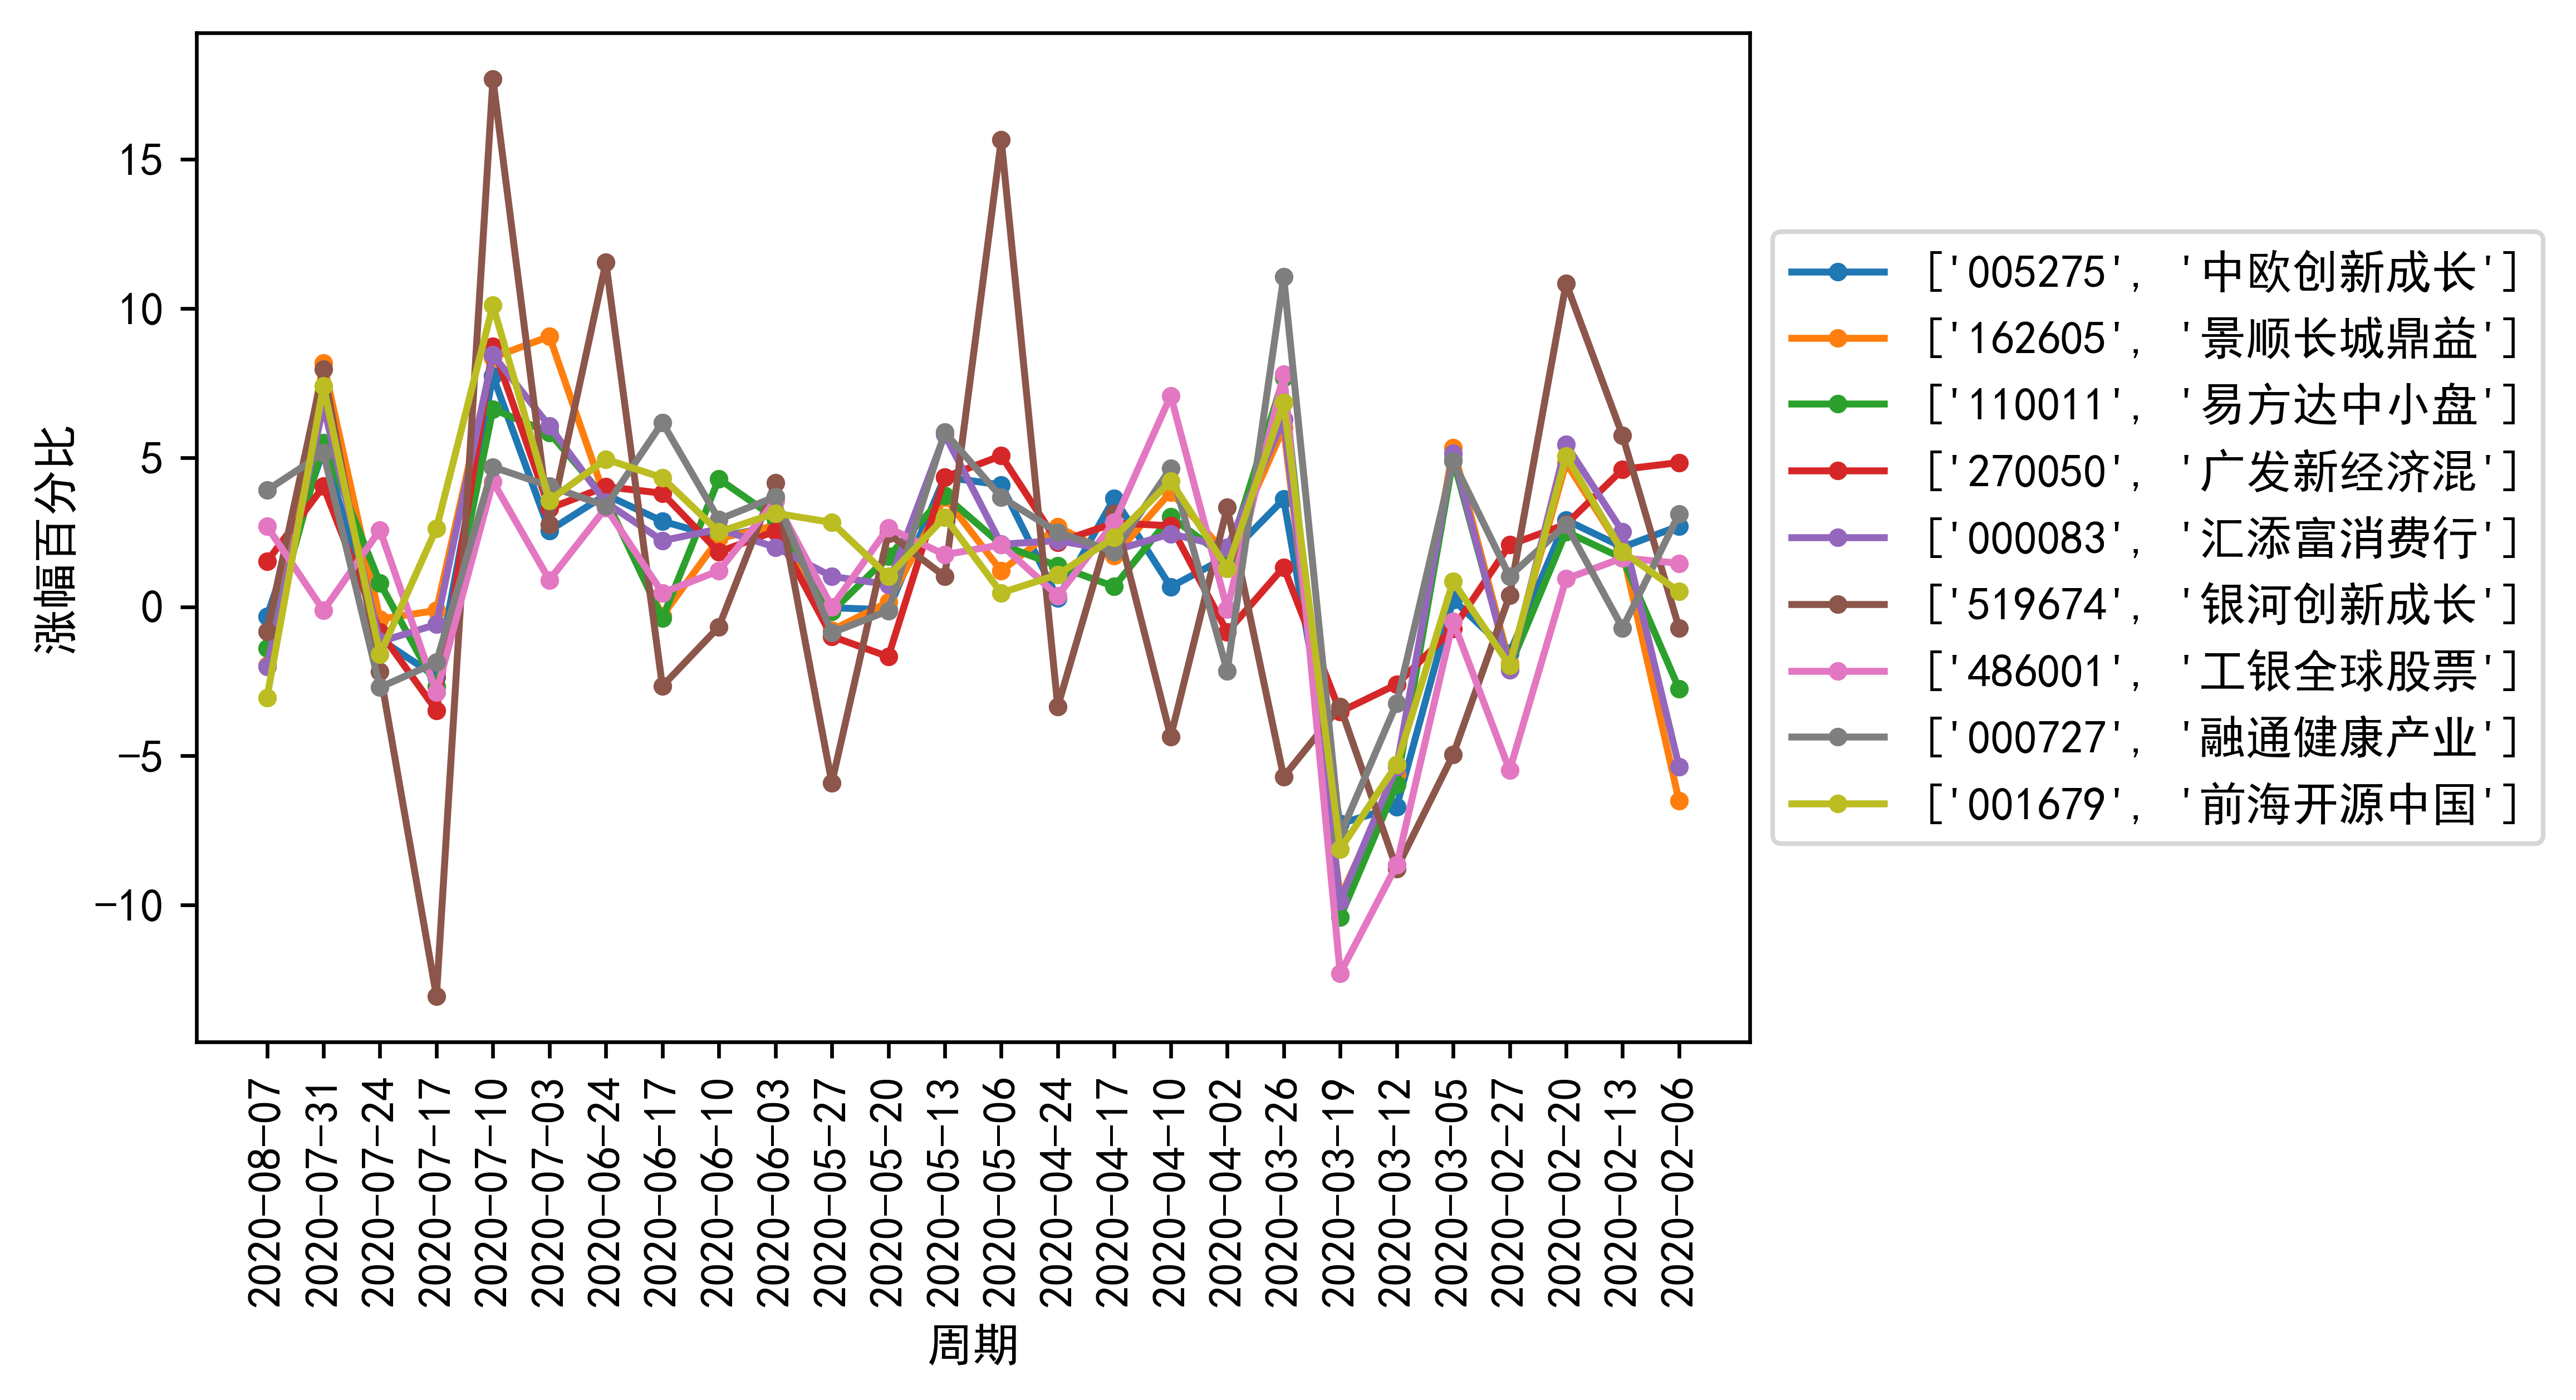 涨幅百分比
15
10
5
0
−5
−10
2020-08-07
2020-07-31
2020-07-24
2020-07-17
2020-07-10
2020-07-03
2020-06-24
2020-06-17
2020-06-10
2020-06-03
2020-05-27
2020-05-20
2020-05-13
2020-05-06
2020-04-24
2020-04-17
2020-04-10
2020-04-02
2020-03-26
2020-03-19
2020-03-12
2020-03-05
2020-02-27
2020-02-20
2020-02-13
2020-02-06
周期
['005275', '中欧创新成长']
['162605', '景顺长城鼎益']
['110011', '易方达中小盘']
['270050', '广发新经济混']
['000083', '汇添富消费行']
['519674', '银河创新成长']
['486001', '工银全球股票']
['000727', '融通健康产业']
['001679', '前海开源中国']